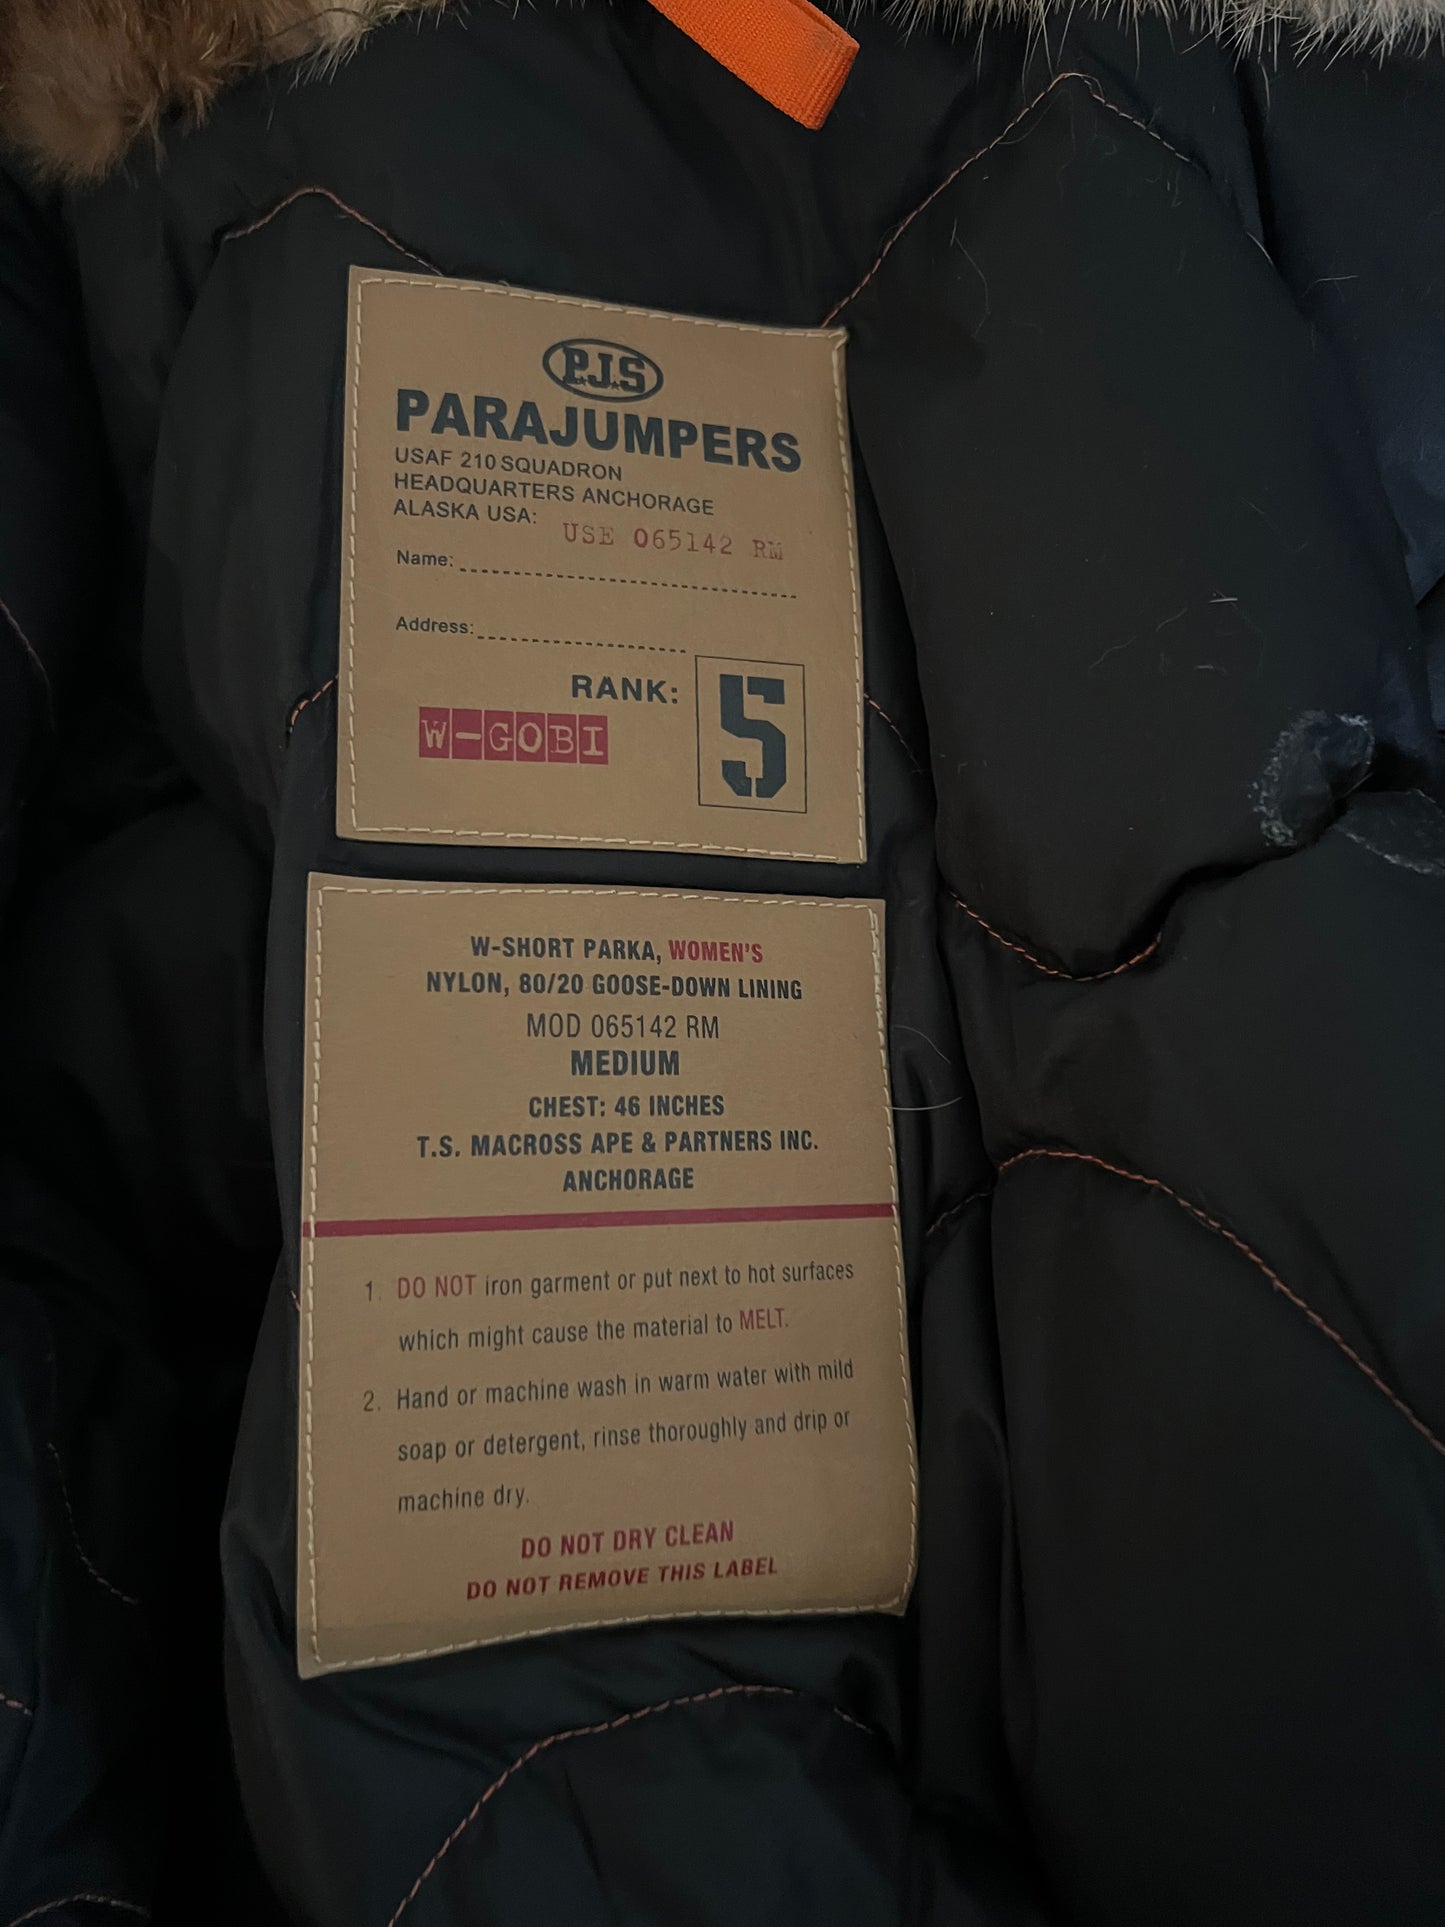 P.J.S
PARAJUMPERS
USAF 210 SQUADRON
HEADQUARTERS ANCHORAGE
ALASKA USA: USE 065142 RM
Name:
Address:
RANK: 5
W-GOBI
W-SHORT PARKA, WOMEN'S
NYLON, 80/20 GOOSE-DOWN LINING
MOD 065142 RM
MEDIUM
CHEST: 46 INCHES
T.S. MACROSS APE & PARTNERS INC.
ANCHORAGE
1. DO NOT iron garment or put next to hot surfaces
which might cause the material to MELT.
2. Hand or machine wash in warm water with mild
soap or detergent, rinse thoroughly and drip or
machine dry.
DO NOT DRY CLEAN
DO NOT REMOVE THIS LABEL